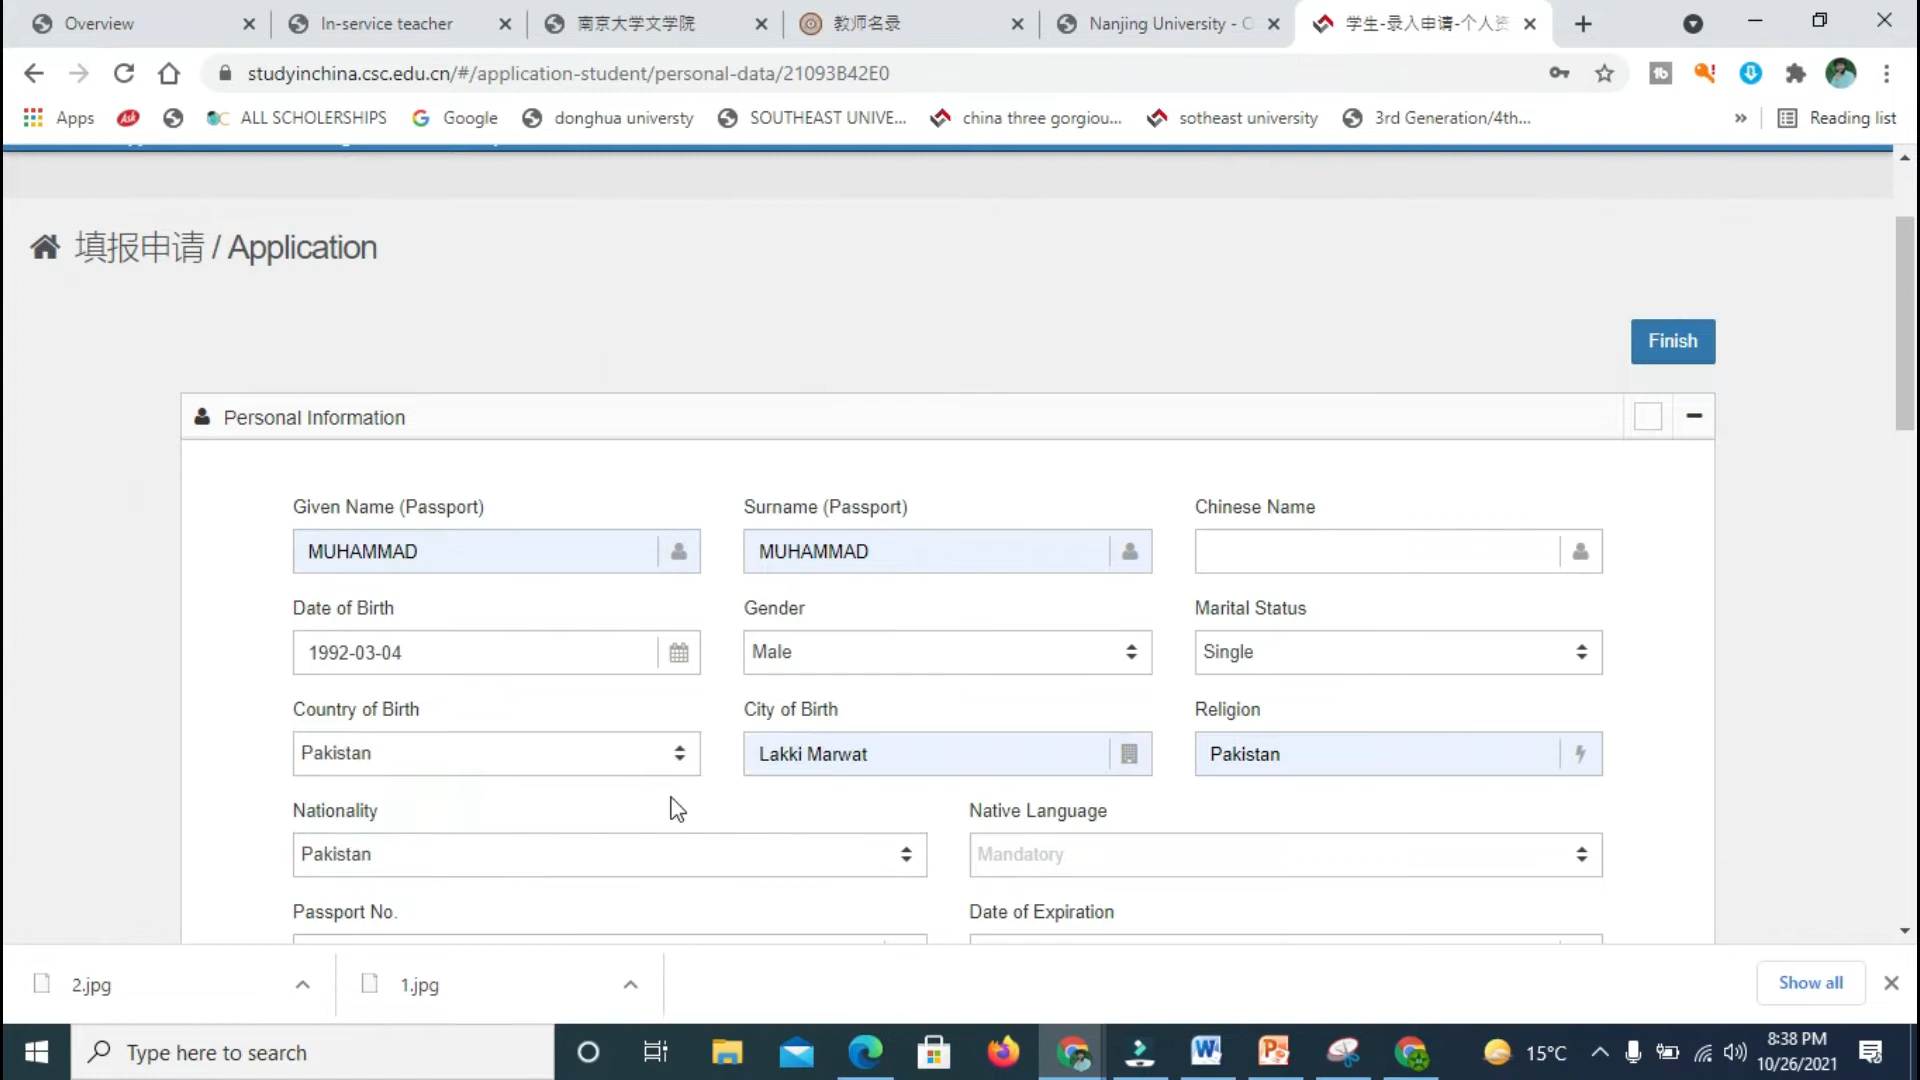 Overview
In-service teacher
南京大学文学院
教师名录
Nanjing University - C
学生-录入申请-个人资
studyinchina.csc.edu.cn/#/application-student/personal-data/21093B42E0
Apps
Ask
ALL SCHOLERSHIPS
Google
donghua universty
SOUTHEAST UNIVE...
china three gorgiou...
sotheast university
3rd Generation/4th...
»
Reading list
填报申请 / Application
Finish
Personal Information
Given Name (Passport)
Surname (Passport)
Chinese Name
MUHAMMAD
MUHAMMAD
Date of Birth
Gender
Marital Status
1992-03-04
Male
Single
Country of Birth
City of Birth
Religion
Pakistan
Lakki Marwat
Pakistan
Nationality
Native Language
Pakistan
Mandatory
Passport No.
Date of Expiration
2.jpg
1.jpg
Show all
Type here to search
15°C
8:38 PM
10/26/2021